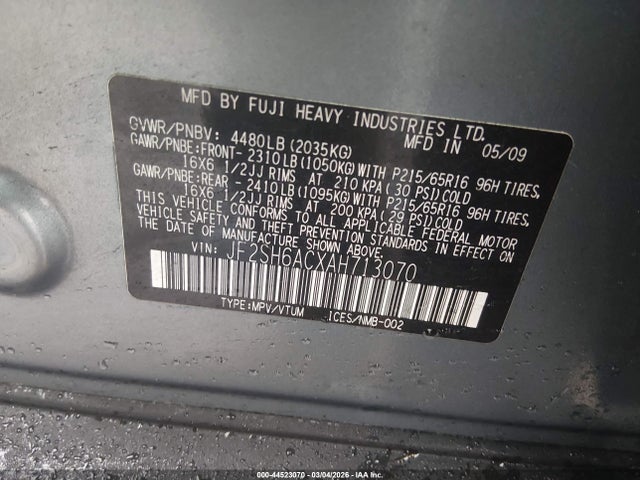 MFD BY FUJI HEAVY INDUSTRIES LTD.
GVWR/PNBV: 4480LB (2035KG) MFD IN 05/09
GAWR/PNBE:FRONT- 2310LB(1050KG)WITH P215/65R16 96H TIRES,
16X6 1/2JJ RIMS AT 210 KPA(30 PSI)COLD
GAWR/PNBE:REAR - 2410LB(1095KG)WITH P215/65R16 96H TIRES,
16X6 1/2JJ RIMS AT 200 KPA(29 PSI)COLD
THIS VEHICLE CONFORMS TO ALL APPLICABLE FEDERAL MOTOR
VEHICLE SAFETY AND THEFT PREVENTION STANDARDS IN EFFECT ON
THE DATE OF MANUFACTURE SHOWN ABOVE.
VIN: JF2SH6ACXAH713070
TYPE:MPV/VTUM ICES/NMB-002
000-44523070 - 03/04/2026 - IAA Inc.